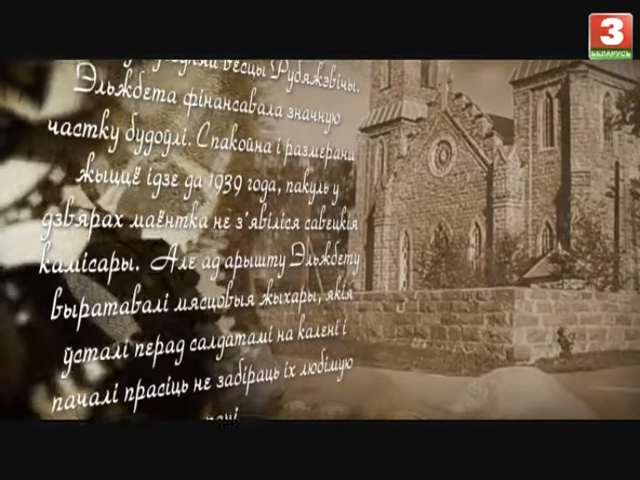 3
БЕЛАРУСЬ
вёсцы Рубяжэвічы.
Эльжбета фінансавала значную
частку будоўлі. Спакойна і размерана
жыццё ідзе да 1939 года, пакуль у
дзвярах маёнтка не з'явіліся савецкія
камісары. Але ад арышту Эльжбету
выратавалі мясцовыя жыхары, якія
ўсталі перад салдатамі на калені і
пачалі прасіць не забіраць іх любімую